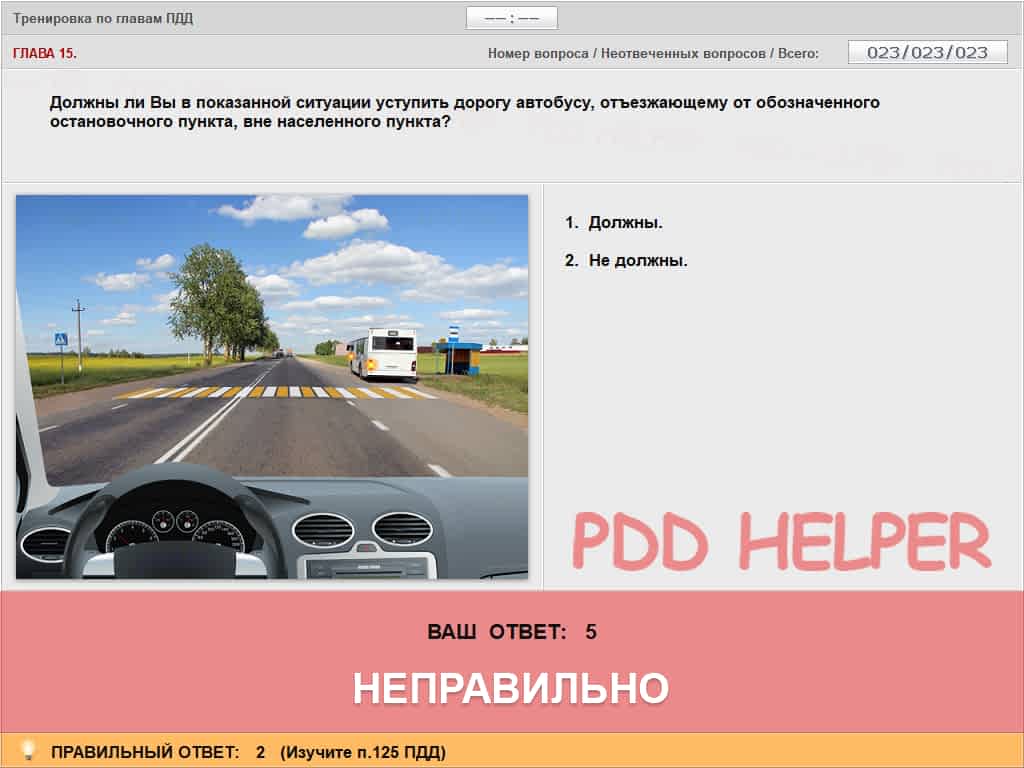 Тренировка по главам ПДД
–– : ––
ГЛАВА 15.
Номер вопроса / Неотвеченных вопросов / Всего:
023/023/023
Должны ли Вы в показанной ситуации уступить дорогу автобусу, отъезжающему от обозначенного
остановочного пункта, вне населенного пункта?
1. Должны.
2. Не должны.
PDD HELPER
ВАШ ОТВЕТ: 5
НЕПРАВИЛЬНО
ПРАВИЛЬНЫЙ ОТВЕТ: 2 (Изучите п.125 ПДД)